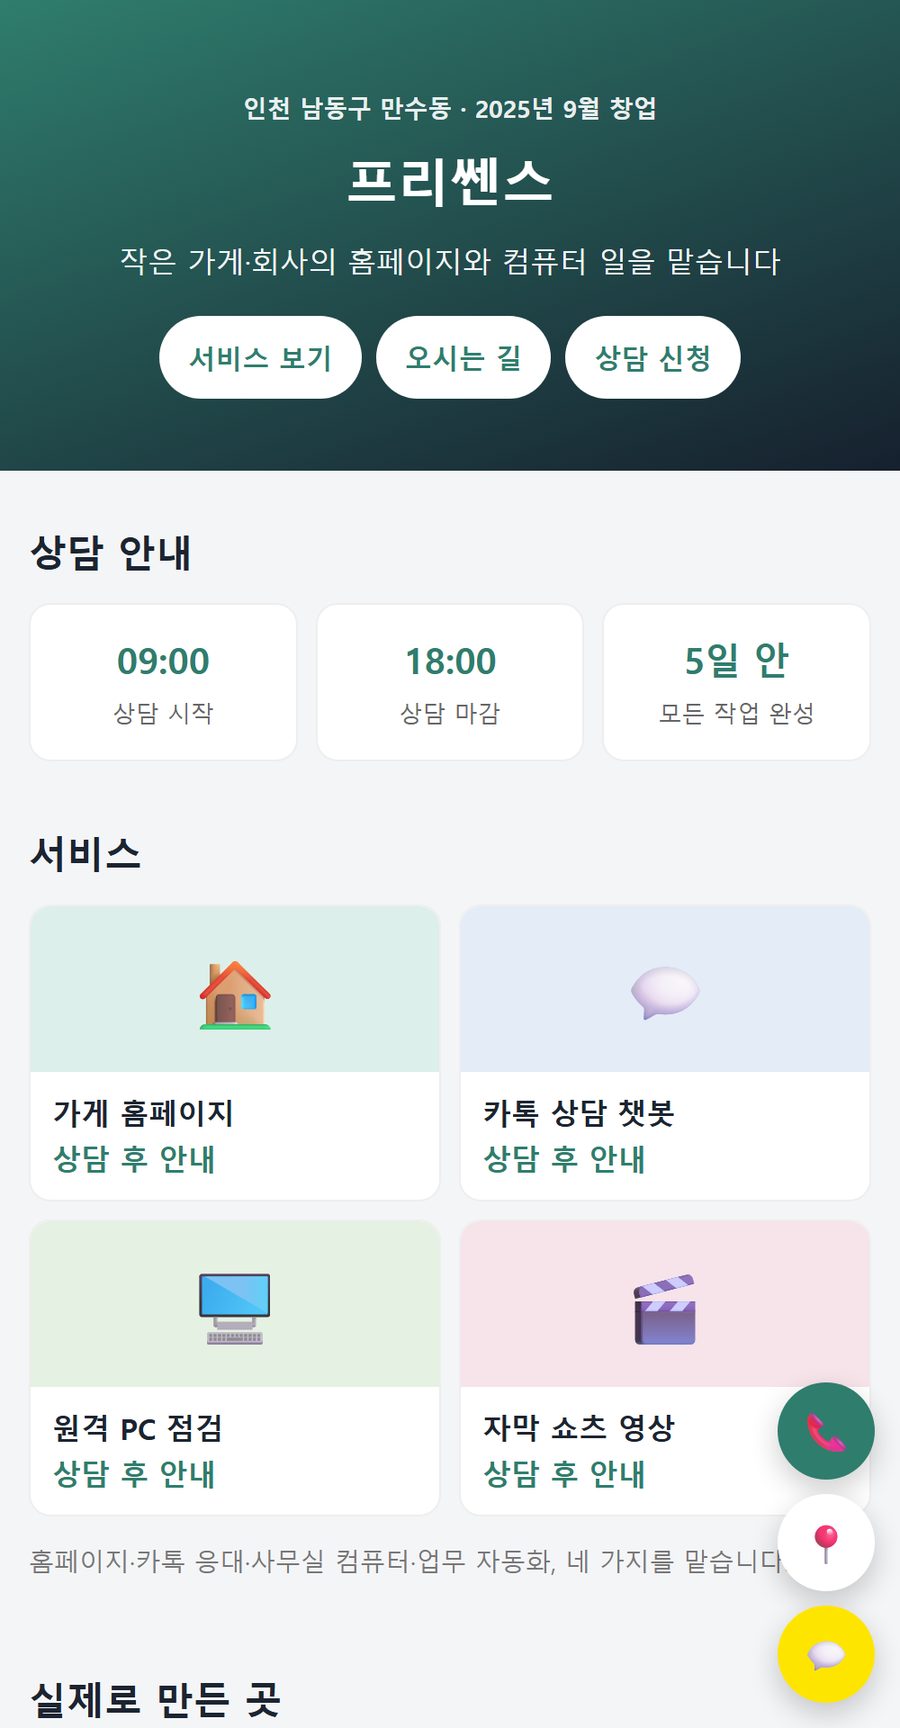 인천 남동구 만수동 · 2025년 9월 창업
프리쎈스
작은 가게·회사의 홈페이지와 컴퓨터 일을 맡습니다
서비스 보기
오시는 길
상담 신청
상담 안내
09:00
상담 시작
18:00
상담 마감
5일 안
모든 작업 완성
서비스
가게 홈페이지
상담 후 안내
카톡 상담 챗봇
상담 후 안내
원격 PC 점검
상담 후 안내
자막 쇼츠 영상
상담 후 안내
홈페이지·카톡 응대·사무실 컴퓨터·업무 자동화, 네 가지를 맡습니다
실제로 만든 곳